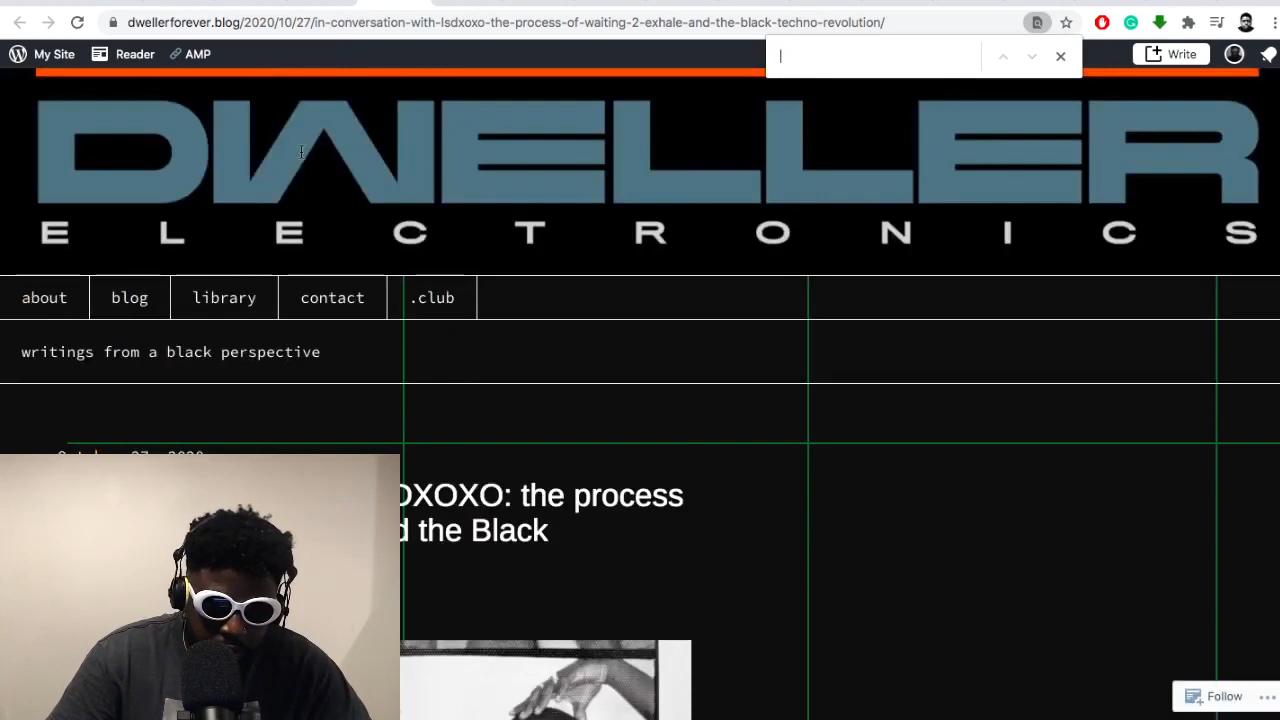 dwellerforever.blog/2020/10/27/in-conversation-with-lsdxoxo-the-process-of-waiting-2-exhale-and-the-black-techno-revolution/
My Site Reader AMP Write
DWELLER
ELECTRONICS
about blog library contact .club
writings from a black perspective
OXOXO: the process
d the Black
Follow